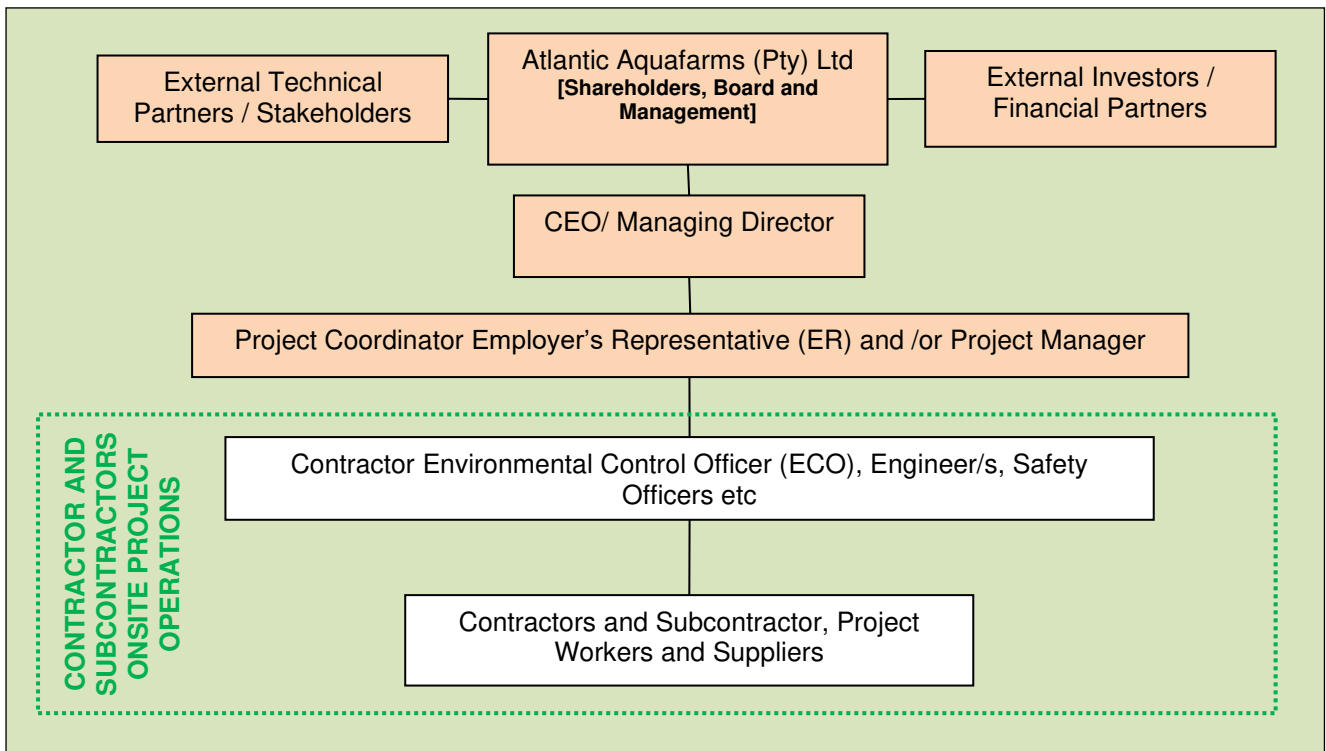 External Technical
Partners / Stakeholders
Atlantic Aquafarms (Pty) Ltd
[Shareholders, Board and
Management]
External Investors /
Financial Partners
CEO/ Managing Director
Project Coordinator Employer’s Representative (ER) and /or Project Manager
CONTRACTOR AND
SUBCONTRACTORS
ONSITE PROJECT
OPERATIONS
Contractor Environmental Control Officer (ECO), Engineer/s, Safety
Officers etc
Contractors and Subcontractor, Project
Workers and Suppliers